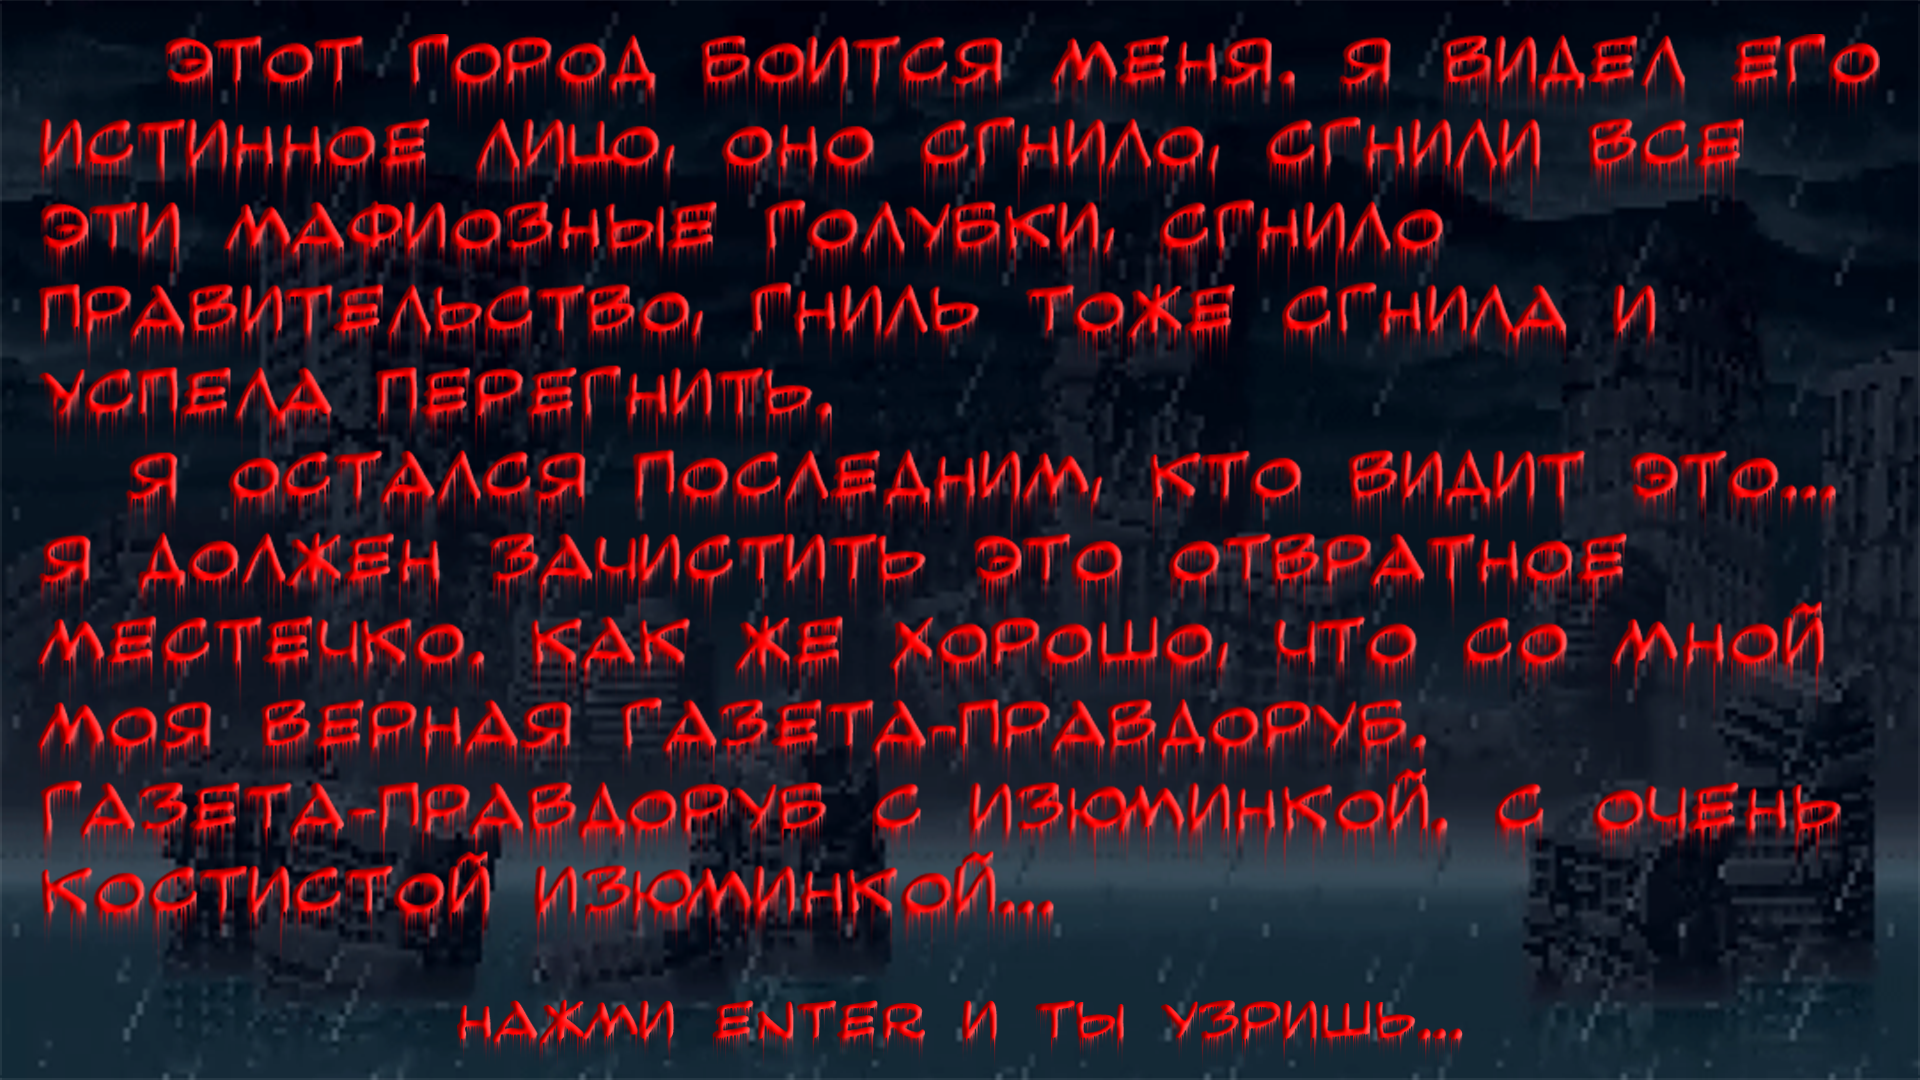 ЭТОТ ГОРОД БОИТСЯ МЕНЯ. Я ВИДЕЛ ЕГО
ИСТИННОЕ ЛИЦО, ОНО СГНИЛО, СГНИЛИ ВСЕ
ЭТИ МАФИОЗНЫЕ ГОЛУБКИ, СГНИЛО
ПРАВИТЕЛЬСТВО, ГНИЛЬ ТОЖЕ СГНИЛА И
УСПЕЛА ПЕРЕГНИТЬ.
Я ОСТАЛСЯ ПОСЛЕДНИМ, КТО ВИДИТ ЭТО...
Я ДОЛЖЕН ЗАЧИСТИТЬ ЭТО ОТВРАТНОЕ
МЕСТЕЧКО. КАК ЖЕ ХОРОШО, ЧТО СО МНОЙ
МОЯ ВЕРНАЯ ГАЗЕТА-ПРАВДОРУБ.
ГАЗЕТА-ПРАВДОРУБ С ИЗЮМИНКОЙ. С ОЧЕНЬ
КОСТИСТОЙ ИЗЮМИНКОЙ...
НАЖМИ ENTER И ТЫ УЗРИШЬ...